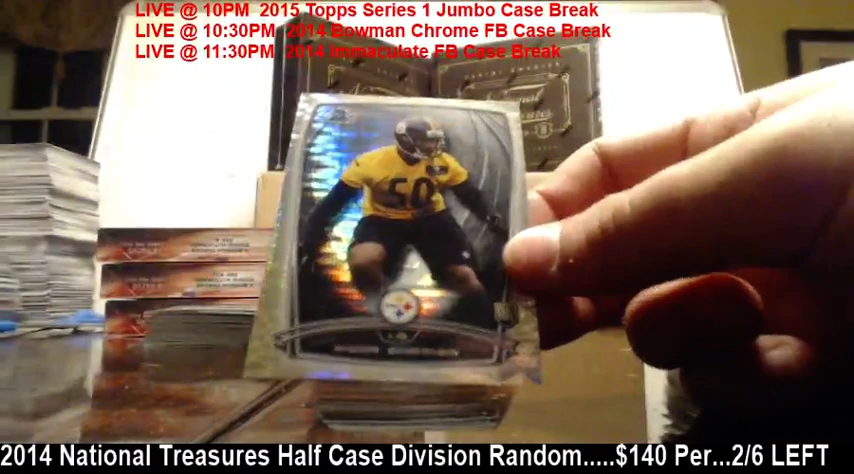 LIVE @ 10PM 2015 Topps Series 1 Jumbo Case Break
LIVE @ 10:30PM 2014 Bowman Chrome FB Case Break
LIVE @ 11:30PM 2014 Immaculate FB Case Break
50
2014 National Treasures Half Case Division Random.....$140 Per...2/6 LEFT